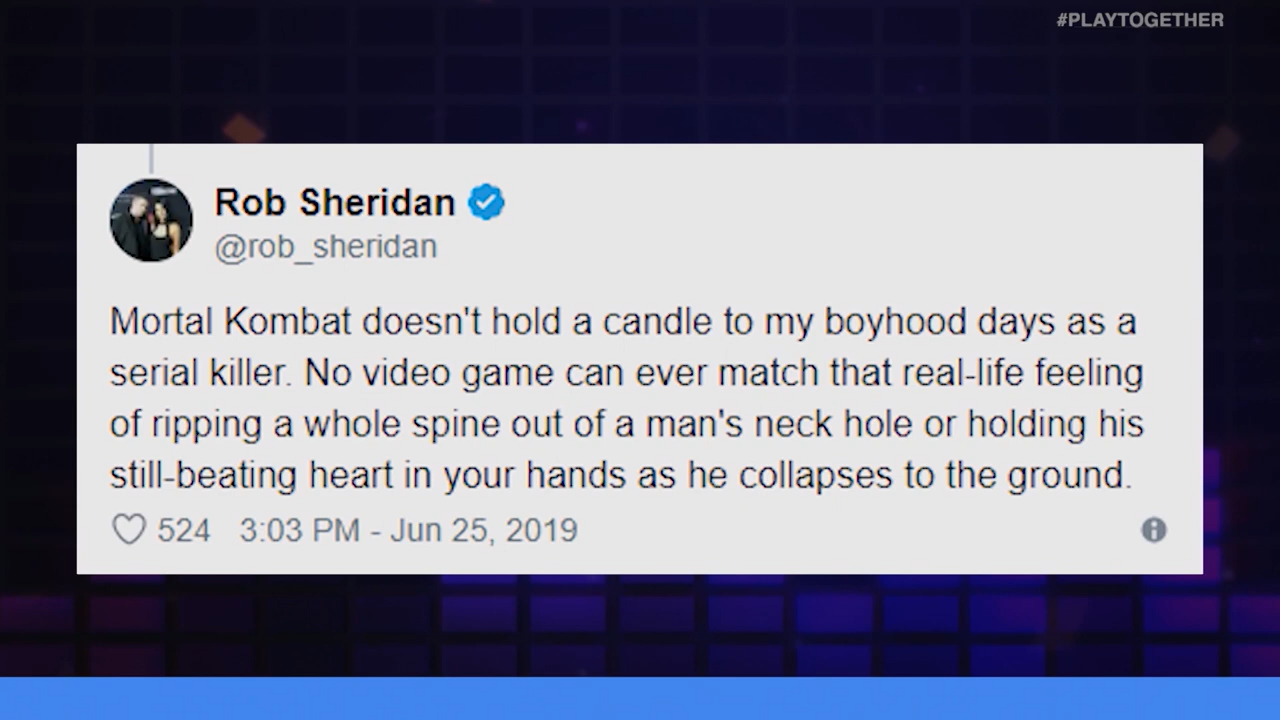 #PLAYTOGETHER
Rob Sheridan
@rob_sheridan
Mortal Kombat doesn't hold a candle to my boyhood days as a
serial killer. No video game can ever match that real-life feeling
of ripping a whole spine out of a man's neck hole or holding his
still-beating heart in your hands as he collapses to the ground.
524 3:03 PM - Jun 25, 2019